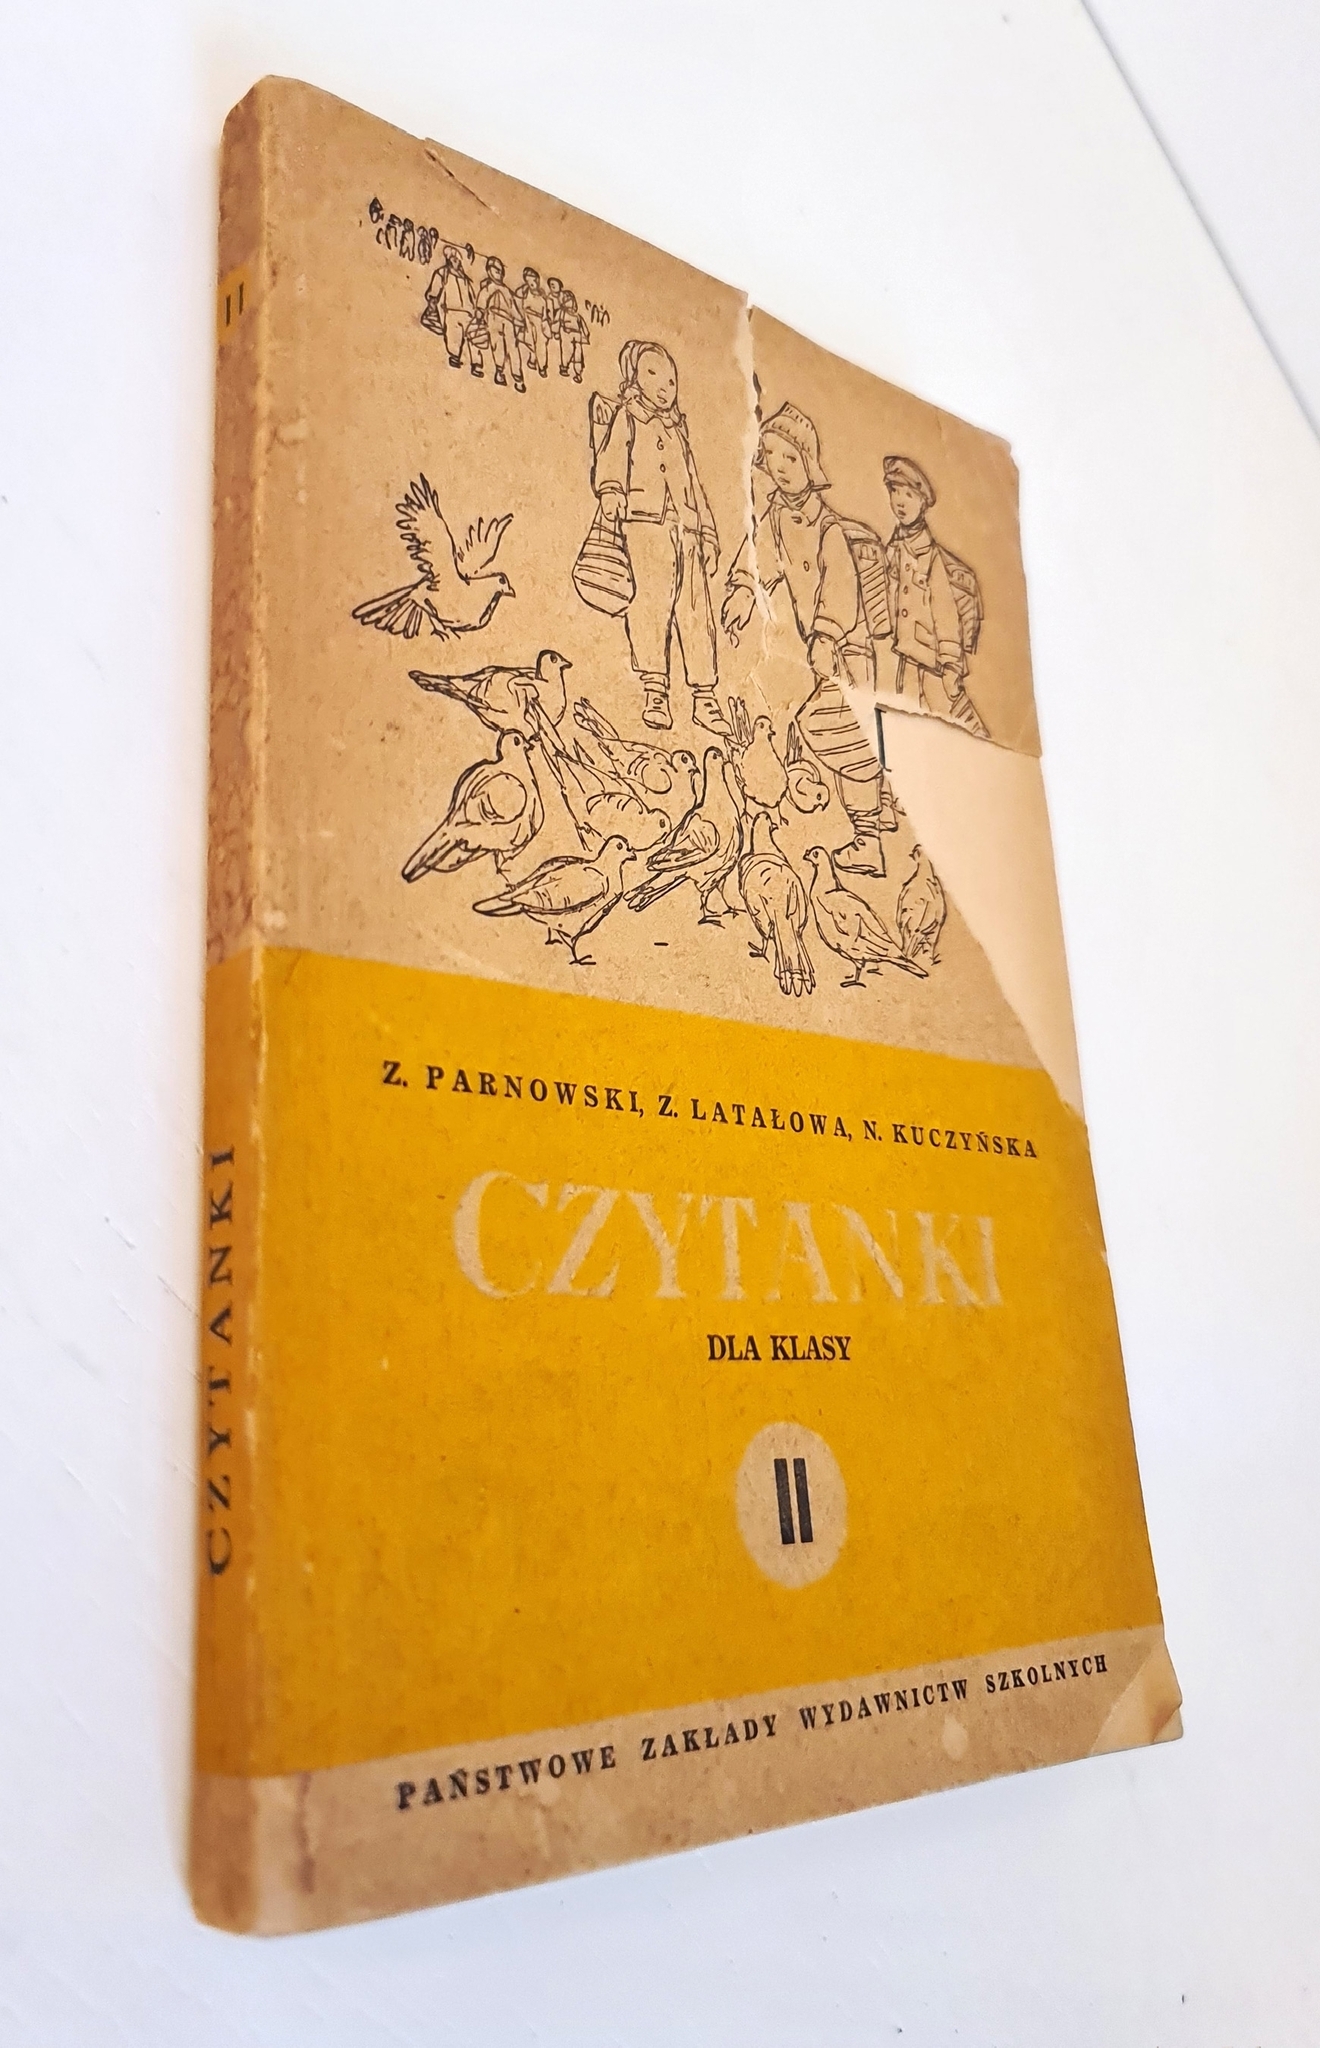 II
CZYTANKI
Z. PARNOWSKI, Z. LATAŁOWA, N. KUCZYŃSKA
CZYTANKI
DLA KLASY
II
PAŃSTWOWE ZAKŁADY WYDAWNICTW SZKOLNYCH